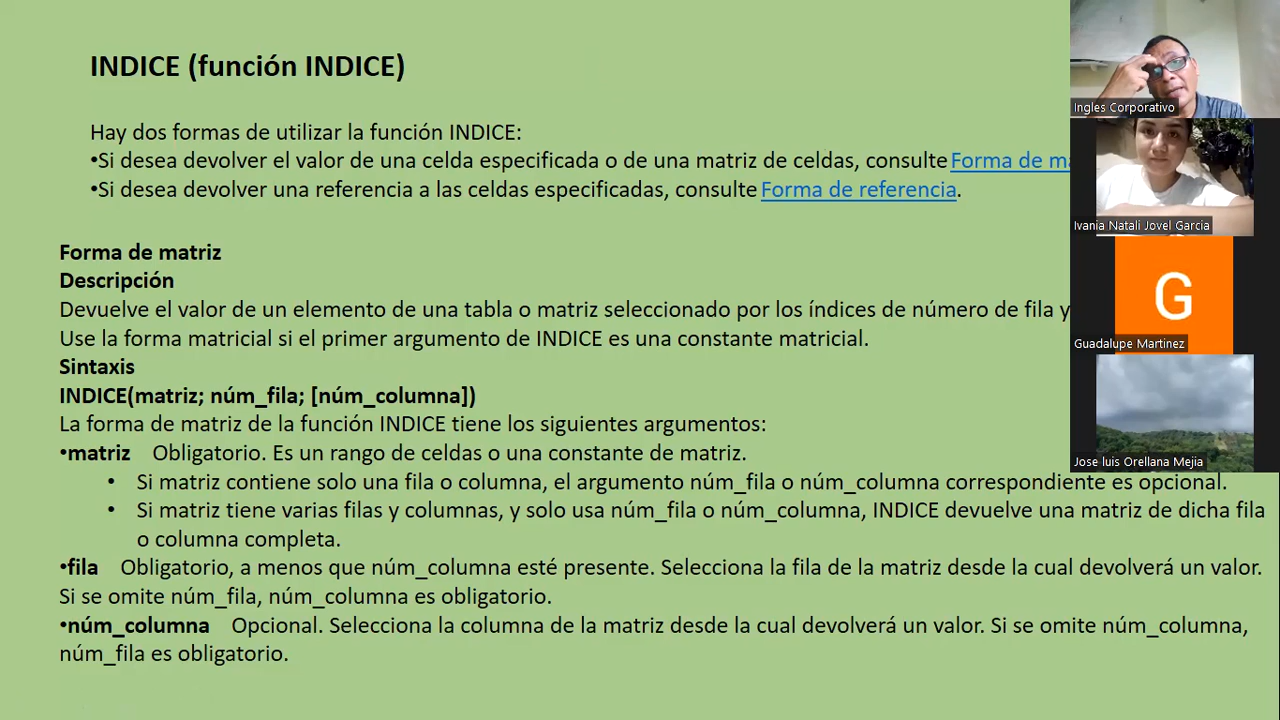 INDICE (función INDICE)
Hay dos formas de utilizar la función INDICE:
•Si desea devolver el valor de una celda especificada o de una matriz de celdas, consulte Forma de
•Si desea devolver una referencia a las celdas especificadas, consulte Forma de referencia.
Forma de matriz
Descripción
Devuelve el valor de un elemento de una tabla o matriz seleccionado por los índices de número de fila y
Use la forma matricial si el primer argumento de INDICE es una constante matricial.
Sintaxis
INDICE(matriz; núm_fila; [núm_columna])
La forma de matriz de la función INDICE tiene los siguientes argumentos:
•matriz Obligatorio. Es un rango de celdas o una constante de matriz.
• Si matriz contiene solo una fila o columna, el argumento núm_fila o núm_columna correspondiente es opcional.
• Si matriz tiene varias filas y columnas, y solo usa núm_fila o núm_columna, INDICE devuelve una matriz de dicha fila
o columna completa.
•fila Obligatorio, a menos que núm_columna esté presente. Selecciona la fila de la matriz desde la cual devolverá un valor.
Si se omite núm_fila, núm_columna es obligatorio.
•núm_columna Opcional. Selecciona la columna de la matriz desde la cual devolverá un valor. Si se omite núm_columna,
núm_fila es obligatorio.
Ingles Corporativo
Ivania Natali Jovel Garcia
G
Guadalupe Martinez
Jose luis Orellana Mejia